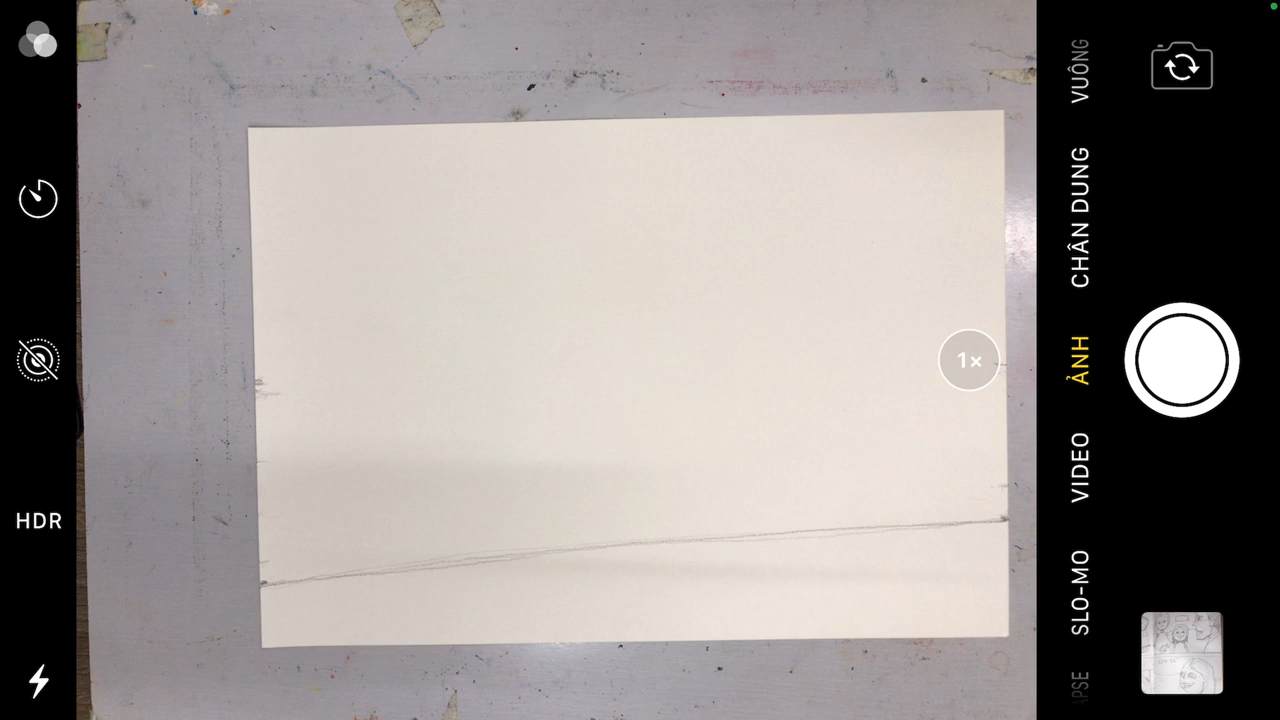 HDR
1×
VUÔNG
CHÂN DUNG
ẢNH
VIDEO
SLO-MO